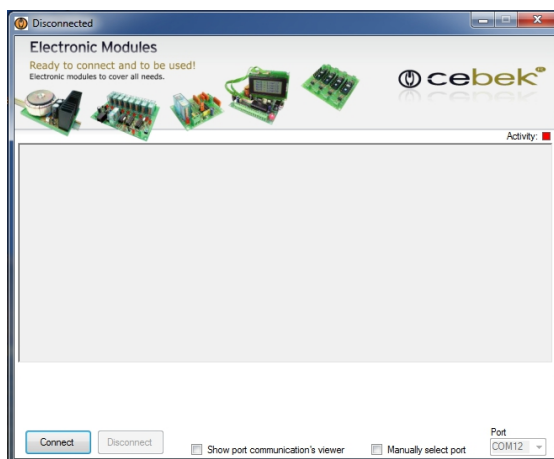 Disconnected
Electronic Modules
Ready to connect and to be used!
Electronic modules to cover all needs.
cebek
Activity:
Connect
Disconnect
Show port communication's viewer
Manually select port
Port
COM12